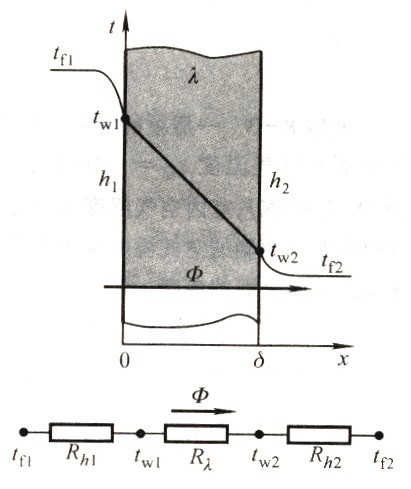 t
t_f1
λ
t_w1
h_1
h_2
t_w2
t_f2
Φ
0
δ
x
Φ
t_f1 R_h1 t_w1 R_λ t_w2 R_h2 t_f2